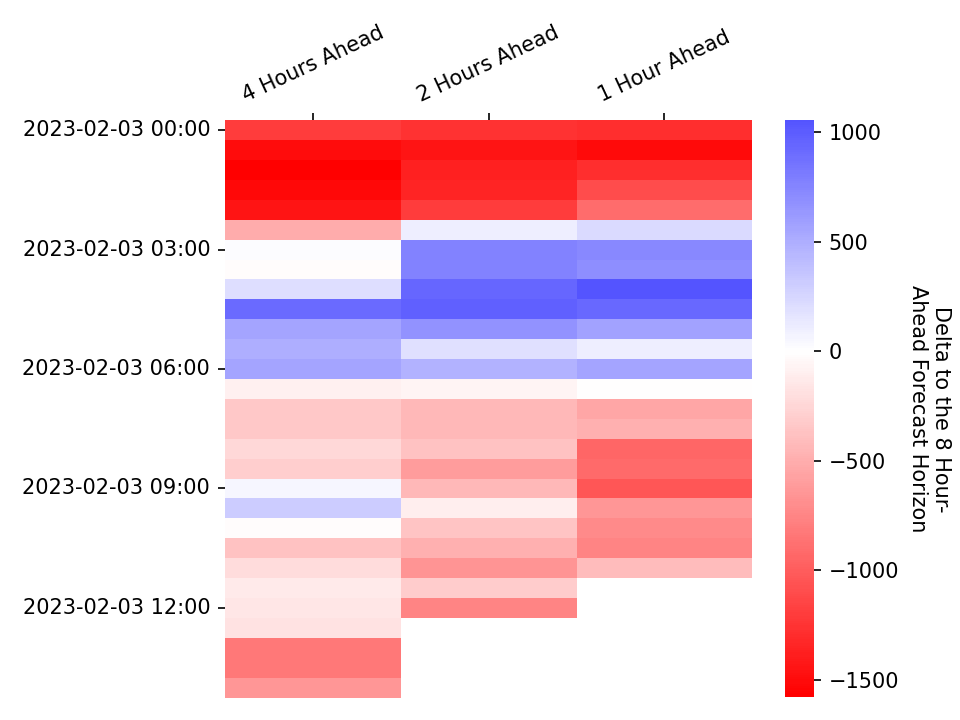 4 Hours Ahead
2 Hours Ahead
1 Hour Ahead
2023-02-03 00:00
2023-02-03 03:00
2023-02-03 06:00
2023-02-03 09:00
2023-02-03 12:00
1000
500
0
−500
−1000
−1500
Delta to the 8 Hour-
Ahead Forecast Horizon